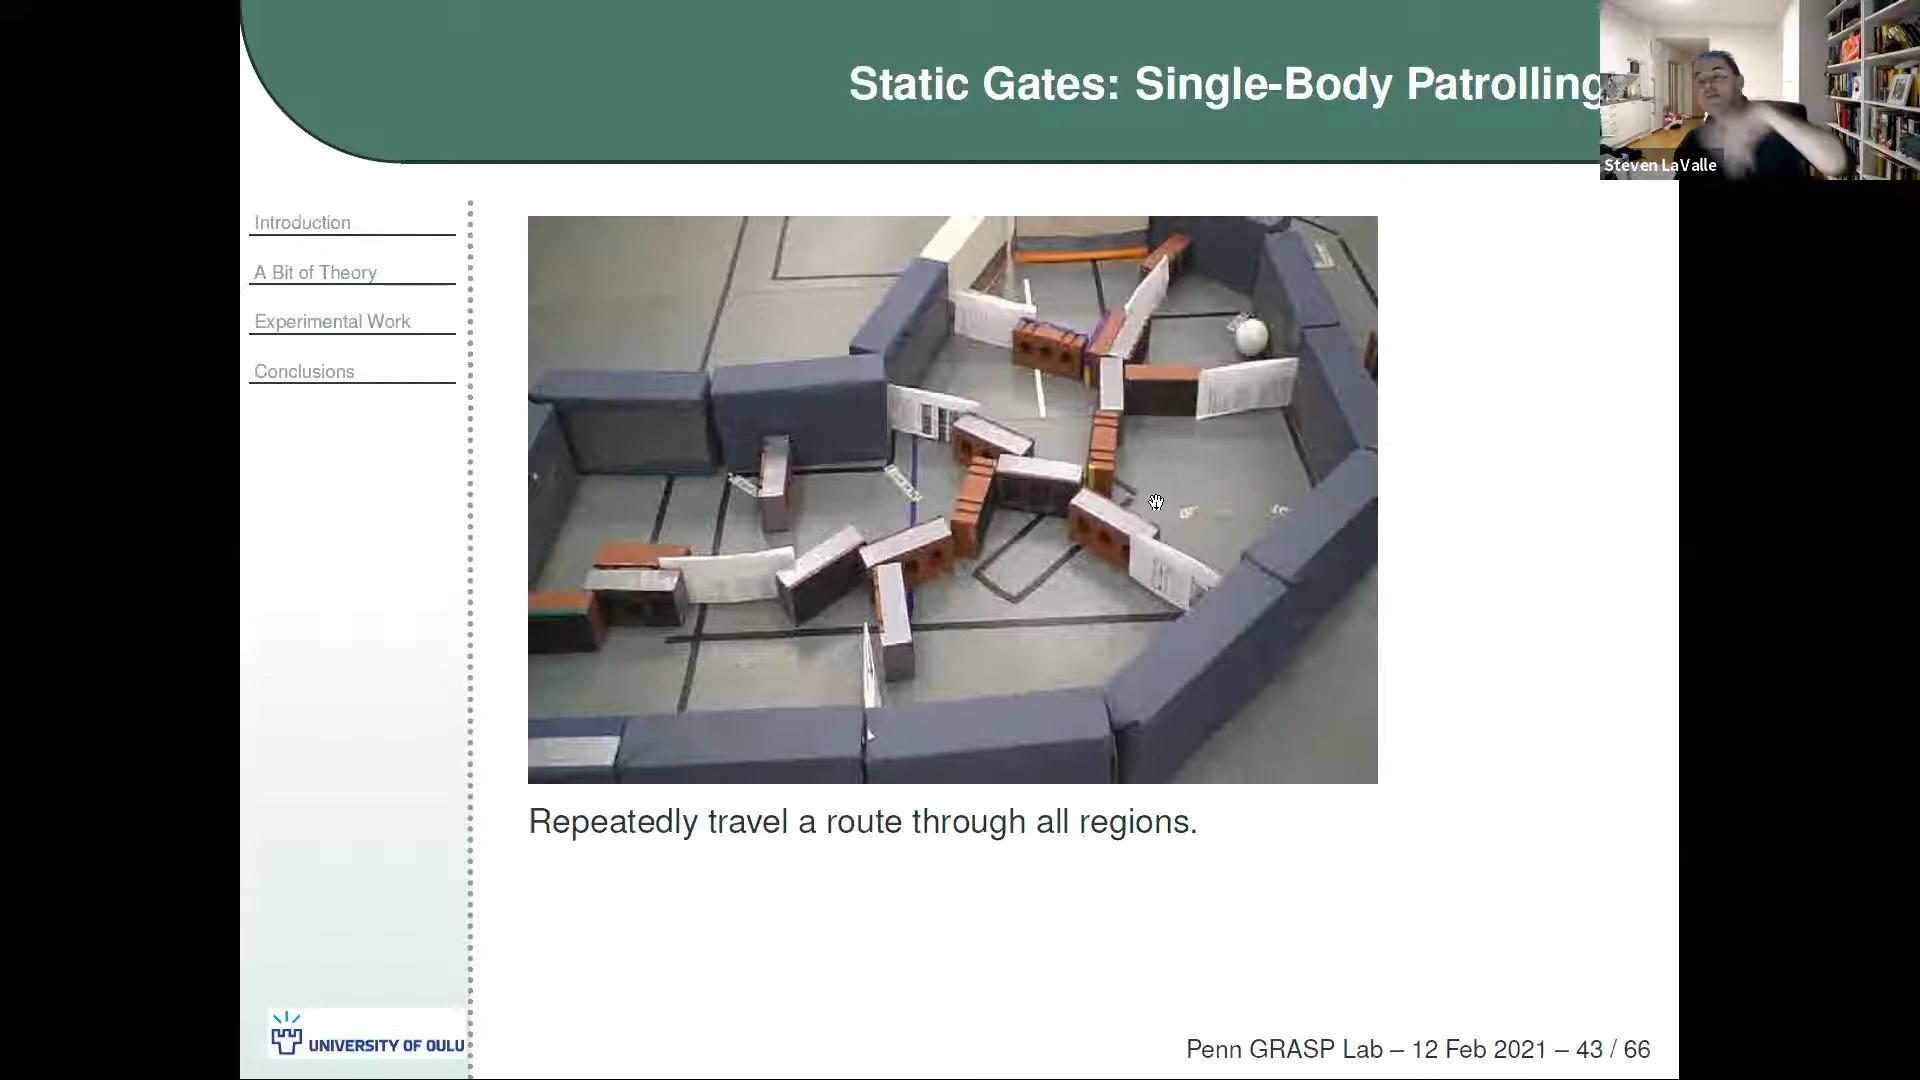 Static Gates: Single-Body Patrolling
Steven LaValle
Introduction
A Bit of Theory
Experimental Work
Conclusions
Repeatedly travel a route through all regions.
UNIVERSITY OF OULU
Penn GRASP Lab – 12 Feb 2021 – 43 / 66